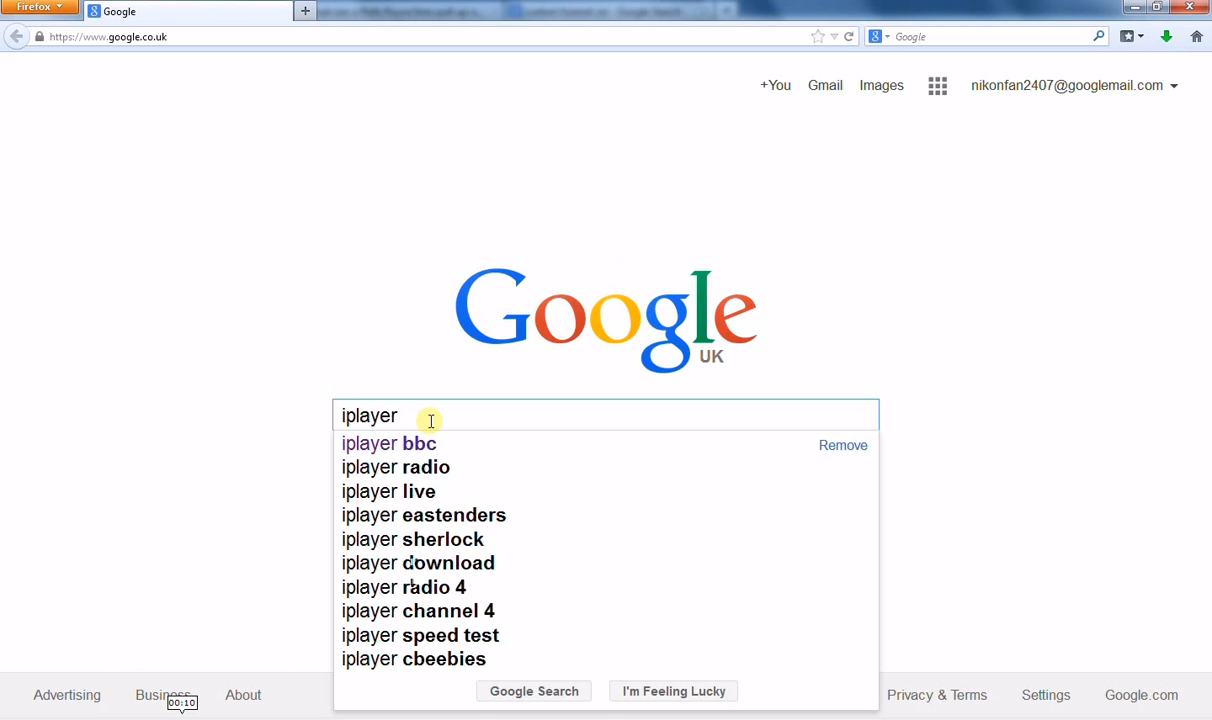 Firefox
Google
https://www.google.co.uk
Google
+You
Gmail
Images
nikonfan2407@googlemail.com
Google
UK
iplayer
iplayer bbc
Remove
iplayer radio
iplayer live
iplayer eastenders
iplayer sherlock
iplayer download
iplayer radio 4
iplayer channel 4
iplayer speed test
iplayer cbeebies
Google Search
I'm Feeling Lucky
Advertising
Business
About
Privacy & Terms
Settings
Google.com
00:10